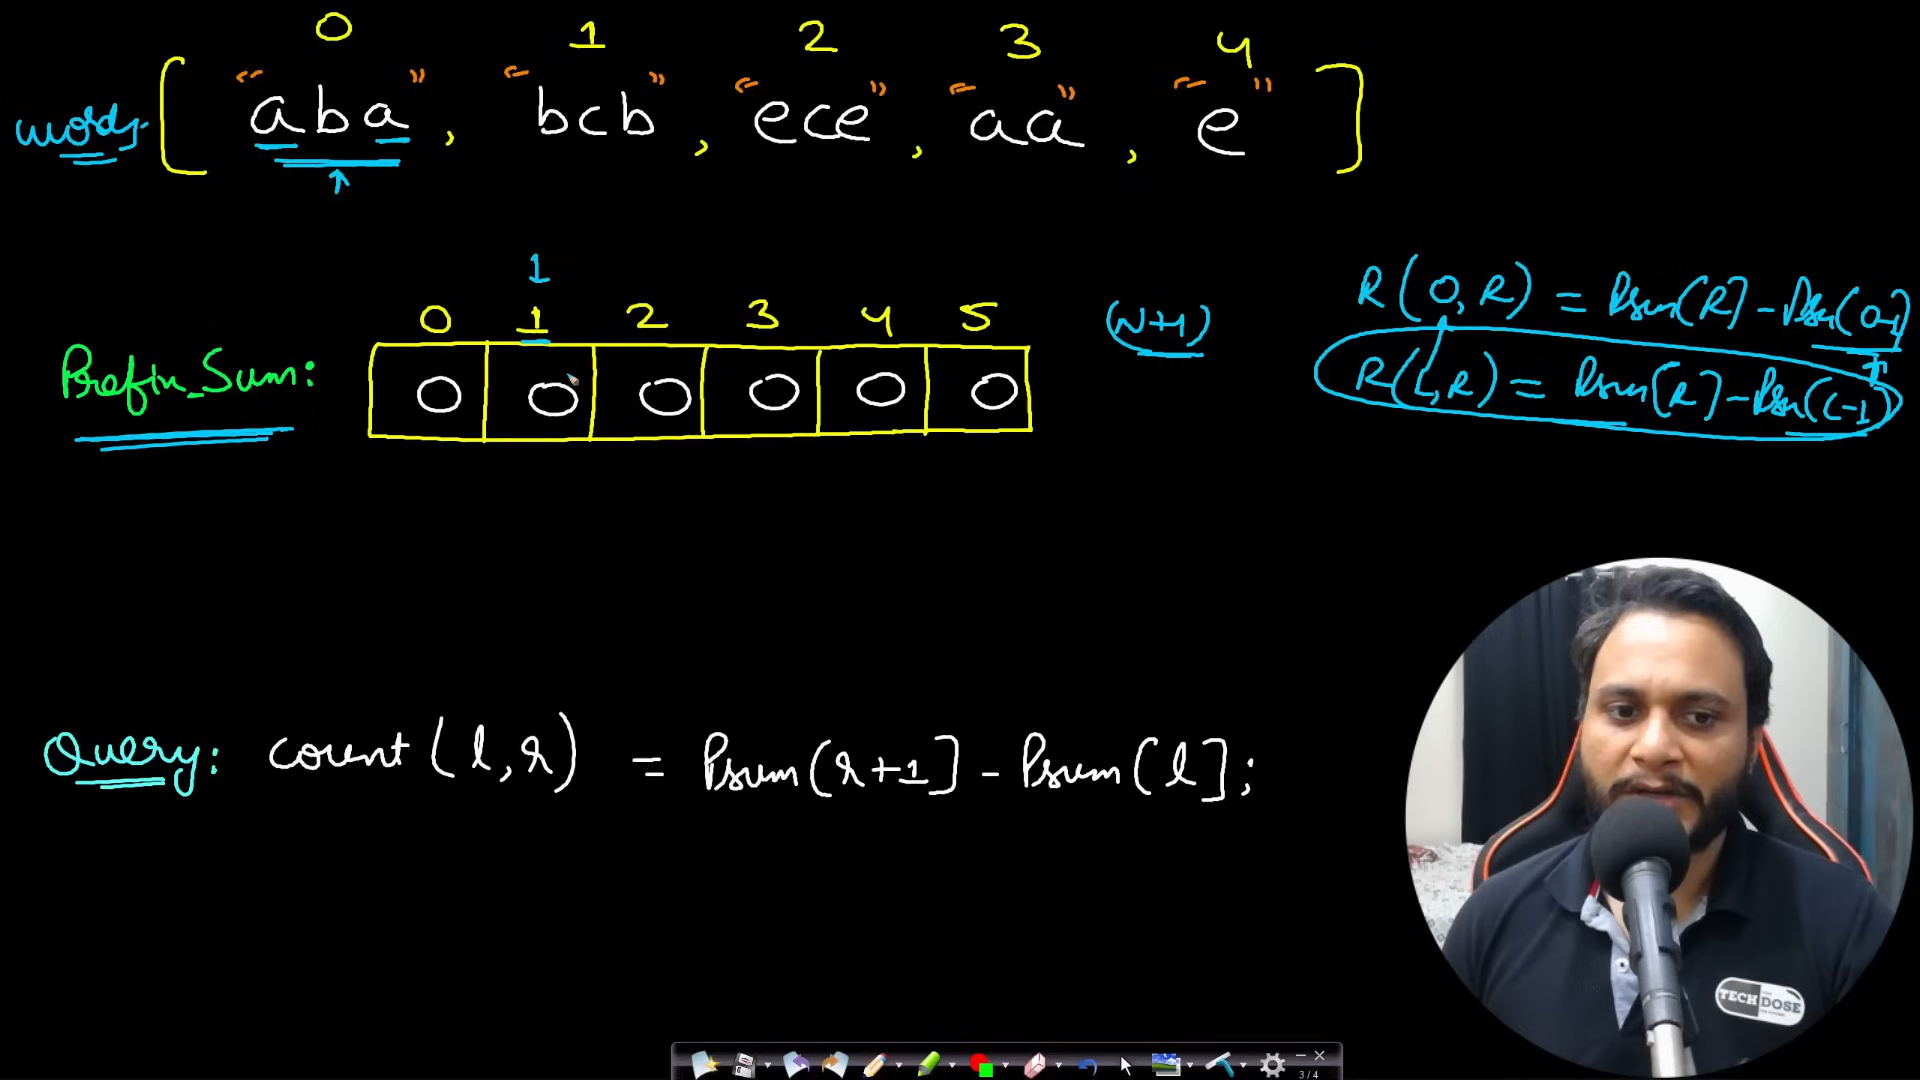 0 1 2 3 4
words [ "aba", "bcb", "ece", "aa", "e" ]
1
0 1 2 3 4 5
(N+1)
R(0,R) = Psum(R] - Psum(0-1)
Prefix_Sum: 0 0 0 0 0 0
R(L,R) = Psum[R] - Psum(L-1)
Query: count(l,r) = Psum(r+1] - Psum(l];
TECH DOSE
3 / 4